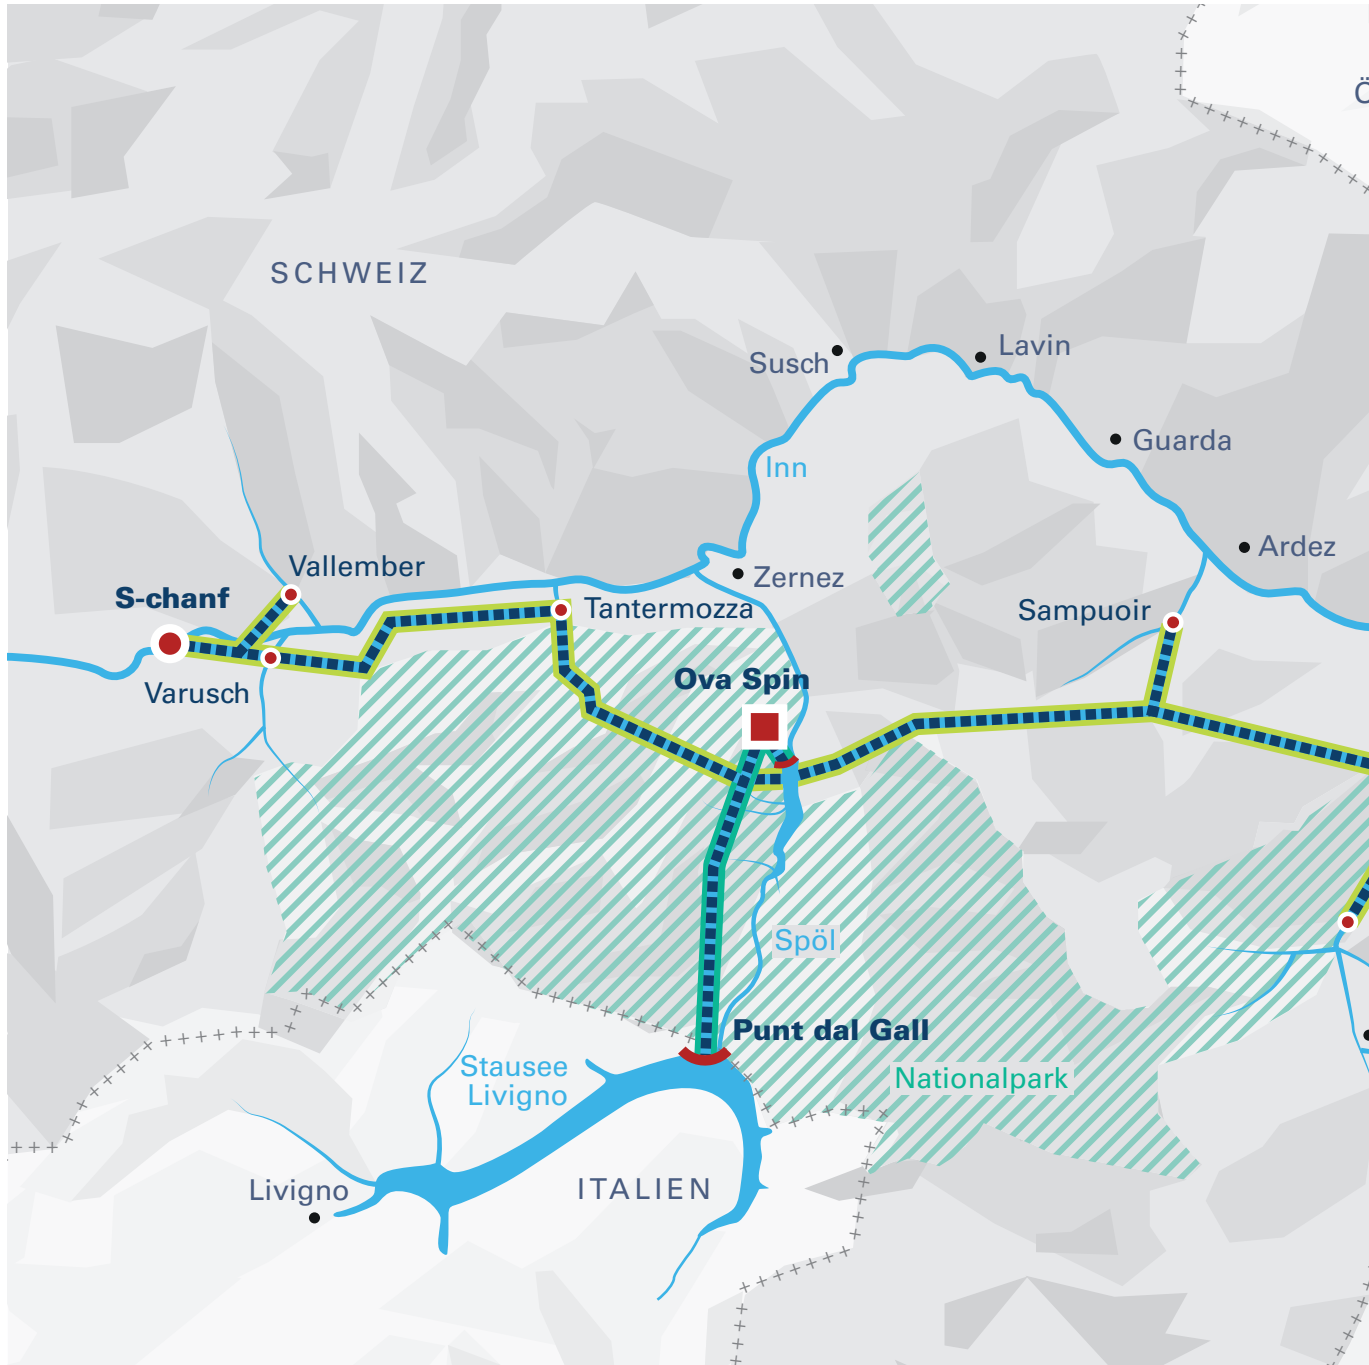 Ö
SCHWEIZ
Susch
Lavin
Guarda
Inn
Ardez
Vallember
Zernez
S-chanf
Tantermozza
Sampuoir
Varusch
Ova Spin
Spöl
Punt dal Gall
Stausee
Livigno
Nationalpark
Livigno
ITALIEN